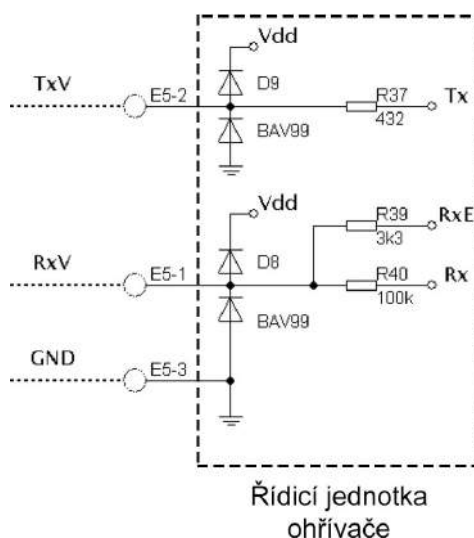 Vdd
TxV
E5-2
D9
R37
Tx
432
BAV99
Vdd
R39
RxE
3k3
RxV
E5-1
D8
R40
Rx
100k
BAV99
GND
E5-3
Řídicí jednotka
ohřívače